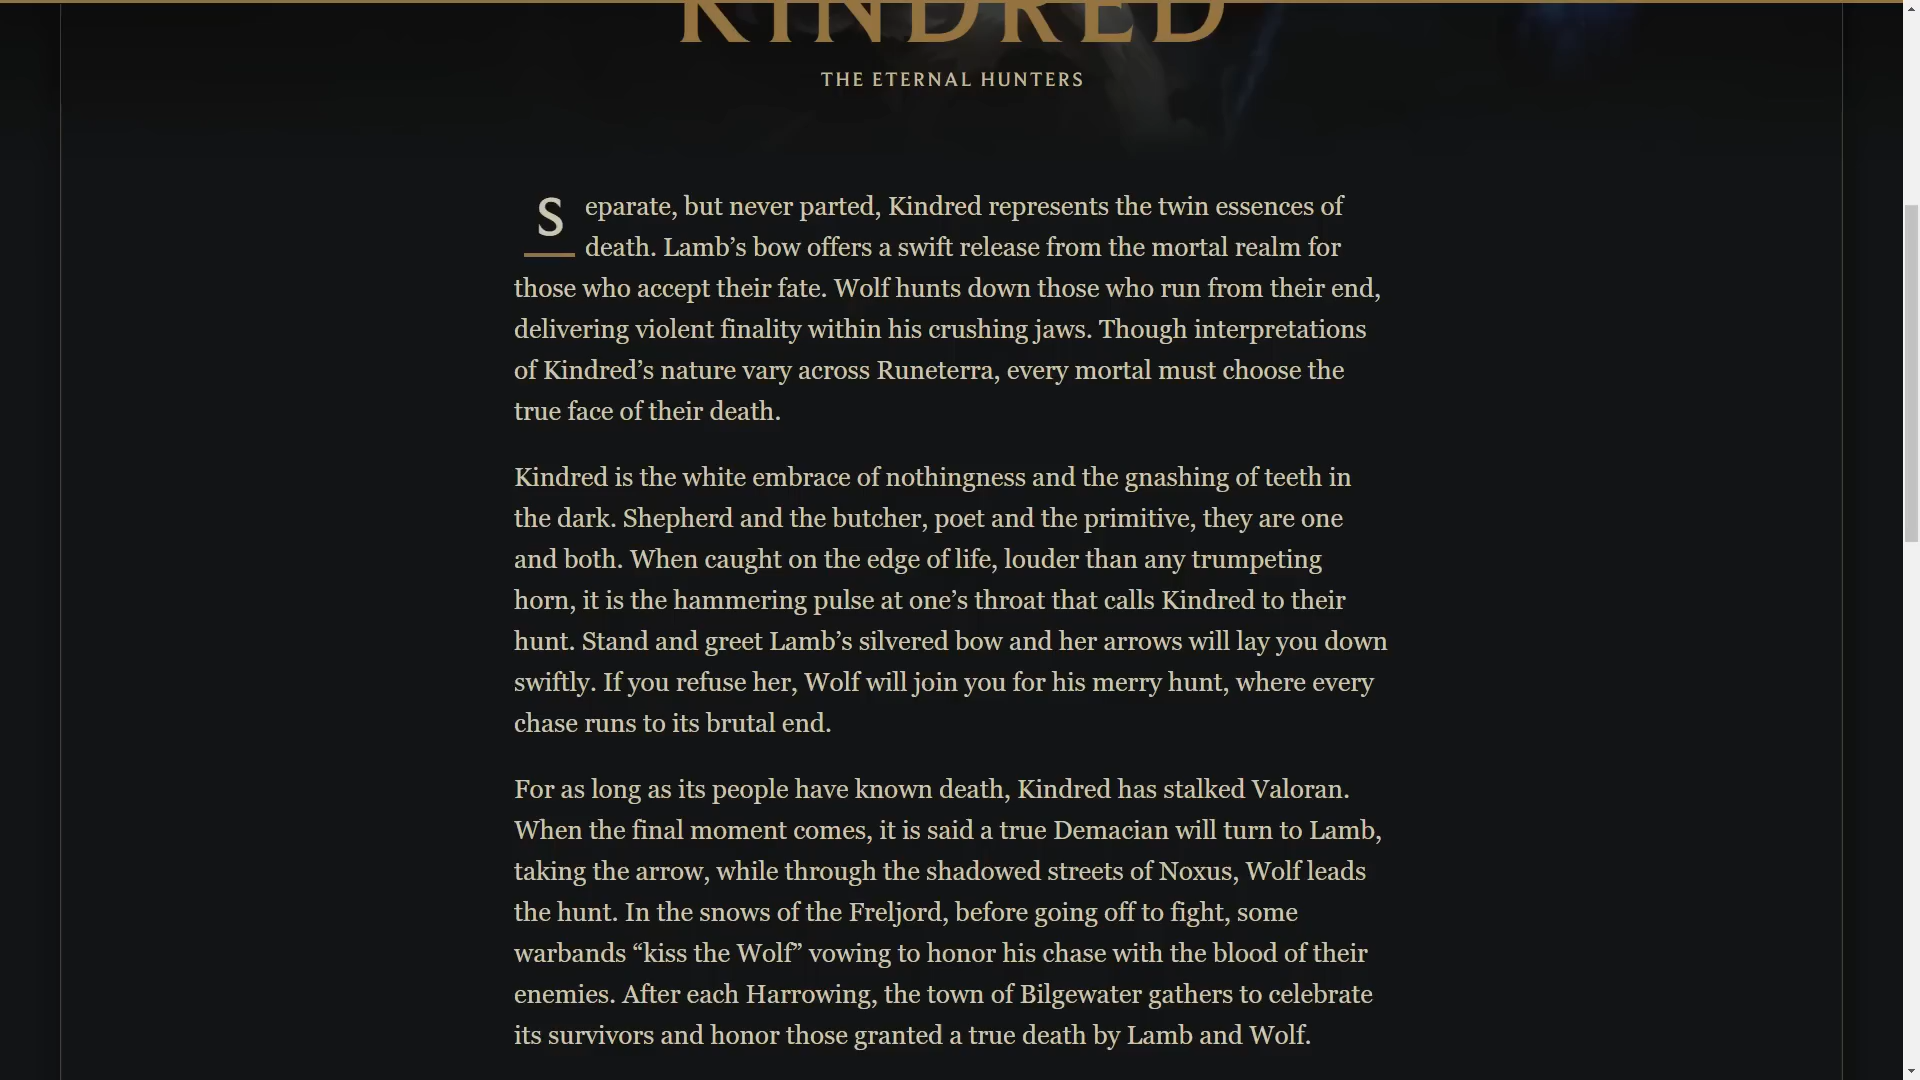 KINDRED
THE ETERNAL HUNTERS
Separate, but never parted, Kindred represents the twin essences of
death. Lamb’s bow offers a swift release from the mortal realm for
those who accept their fate. Wolf hunts down those who run from their end,
delivering violent finality within his crushing jaws. Though interpretations
of Kindred’s nature vary across Runeterra, every mortal must choose the
true face of their death.
Kindred is the white embrace of nothingness and the gnashing of teeth in
the dark. Shepherd and the butcher, poet and the primitive, they are one
and both. When caught on the edge of life, louder than any trumpeting
horn, it is the hammering pulse at one’s throat that calls Kindred to their
hunt. Stand and greet Lamb’s silvered bow and her arrows will lay you down
swiftly. If you refuse her, Wolf will join you for his merry hunt, where every
chase runs to its brutal end.
For as long as its people have known death, Kindred has stalked Valoran.
When the final moment comes, it is said a true Demacian will turn to Lamb,
taking the arrow, while through the shadowed streets of Noxus, Wolf leads
the hunt. In the snows of the Freljord, before going off to fight, some
warbands “kiss the Wolf” vowing to honor his chase with the blood of their
enemies. After each Harrowing, the town of Bilgewater gathers to celebrate
its survivors and honor those granted a true death by Lamb and Wolf.